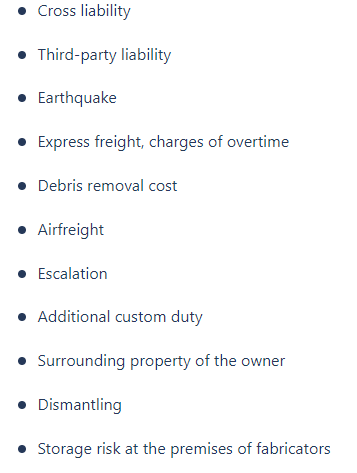 Cross liability
Third-party liability
Earthquake
Express freight, charges of overtime
Debris removal cost
Airfreight
Escalation
Additional custom duty
Surrounding property of the owner
Dismantling
Storage risk at the premises of fabricators